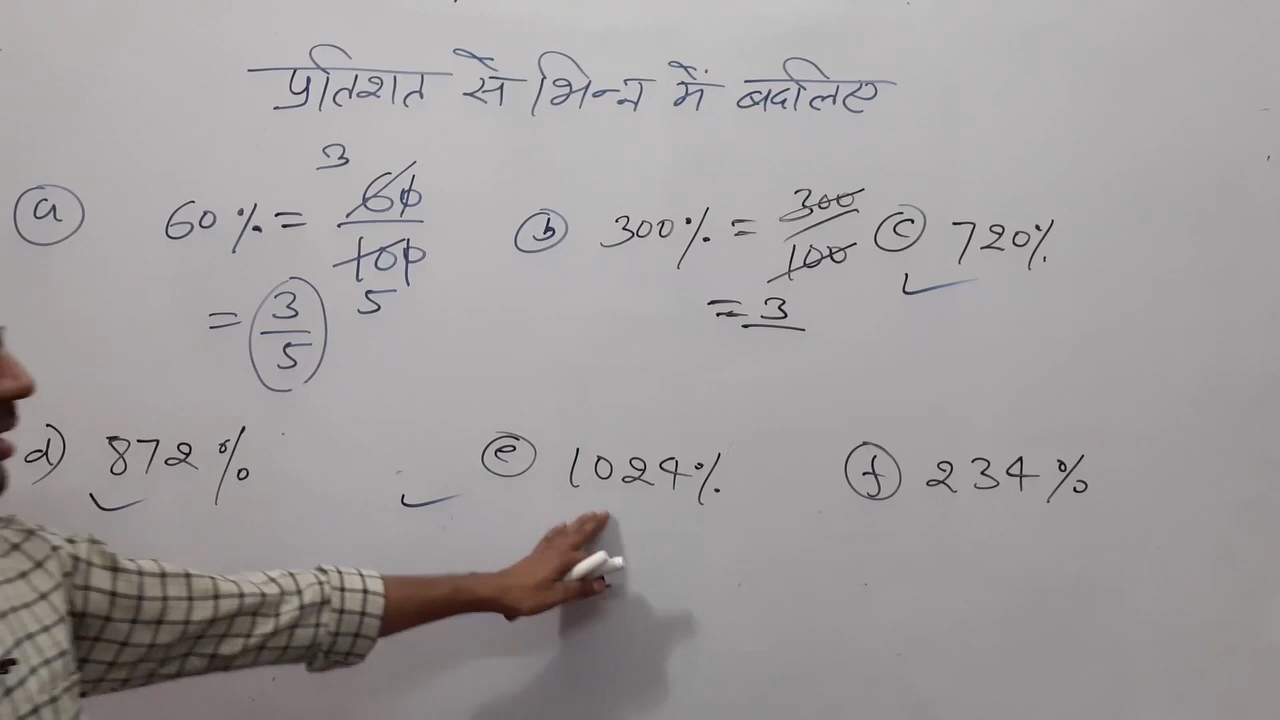 प्रतिशत से भिन्न में बदलिए
a 60% = 60/100 3 5
= 3/5
b 300% = 300/100
= 3
c 720%
d) 872%
e 1024%
f 234%